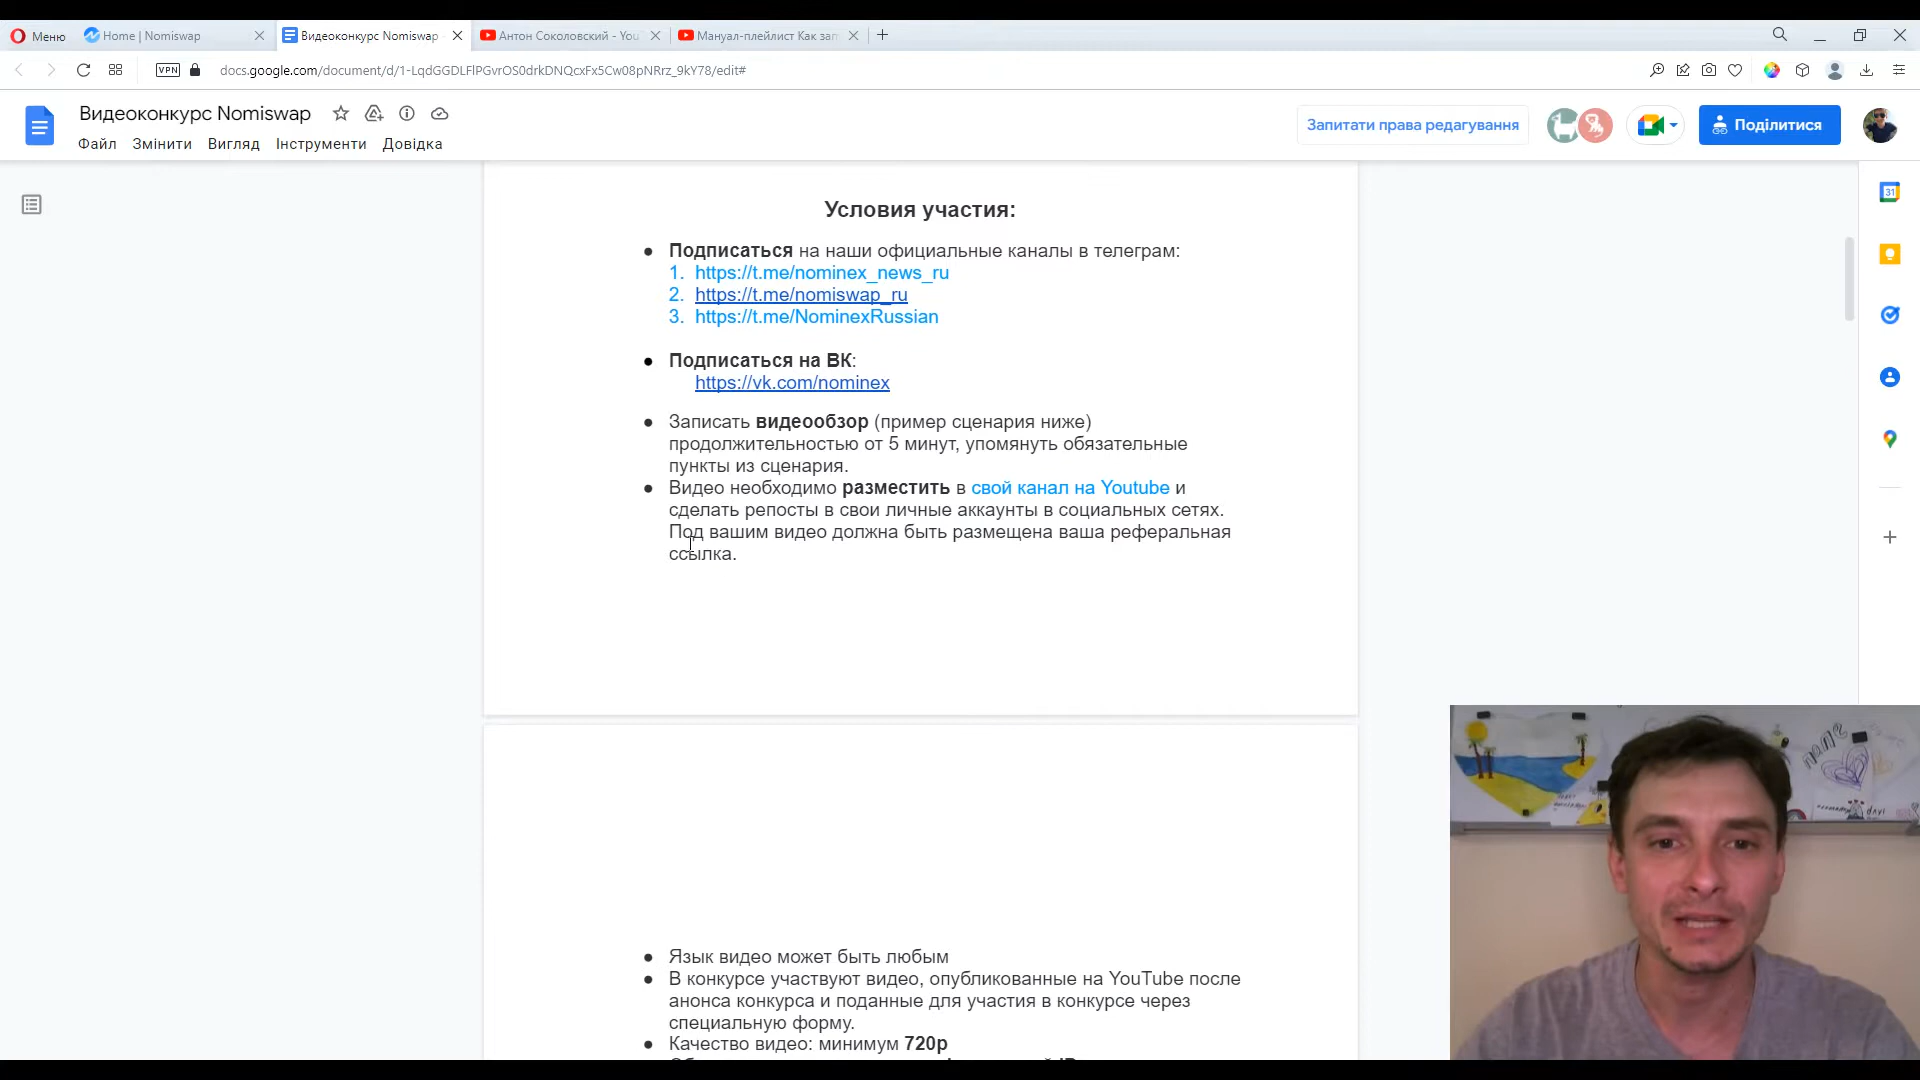 Меню
Home | Nomiswap
Видеоконкурс Nomiswap
Антон Соколовский - You
Мануал-плейлист Как зап
VPN
docs.google.com/document/d/1-LqdGGDLFlPGvrOS0drkDNQcxFx5Cw08pNRrz_9kY78/edit#
Видеоконкурс Nomiswap
Файл Змінити Вигляд Інструменти Довідка
Запитати права редагування
Поділитися
31
Условия участия:
● Подписаться на наши официальные каналы в телеграм:
1. https://t.me/nominex_news_ru
2. https://t.me/nomiswap_ru
3. https://t.me/NominexRussian
● Подписаться на ВК:
https://vk.com/nominex
● Записать видеообзор (пример сценария ниже)
продолжительностью от 5 минут, упомянуть обязательные
пункты из сценария.
● Видео необходимо разместить в свой канал на Youtube и
сделать репосты в свои личные аккаунты в социальных сетях.
Под вашим видео должна быть размещена ваша реферальная
ссылка.
● Язык видео может быть любым
● В конкурсе участвуют видео, опубликованные на YouTube после
анонса конкурса и поданные для участия в конкурсе через
специальную форму.
● Качество видео: минимум 720p